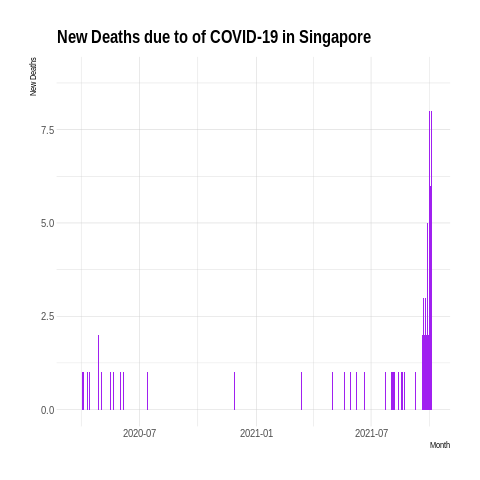 New Deaths due to of COVID-19 in Singapore
New Deaths
7.5
5.0
2.5
0.0
2020-07
2021-01
2021-07
Month